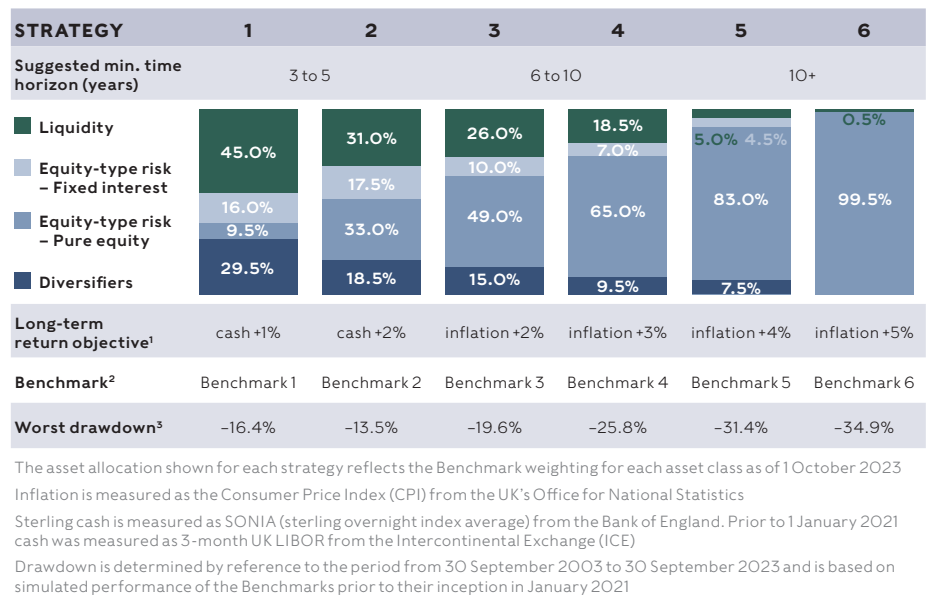 STRATEGY 1 2 3 4 5 6
Suggested min. time
horizon (years)
3 to 5 6 to 10 10+
Liquidity
Equity-type risk
– Fixed interest
Equity-type risk
– Pure equity
Diversifiers
45.0%
16.0%
9.5%
29.5%
31.0%
17.5%
33.0%
18.5%
26.0%
10.0%
49.0%
15.0%
18.5%
7.0%
65.0%
9.5%
5.0% 4.5%
83.0%
7.5%
0.5%
99.5%
Long-term
return objective¹
cash +1% cash +2% inflation +2% inflation +3% inflation +4% inflation +5%
Benchmark² Benchmark 1 Benchmark 2 Benchmark 3 Benchmark 4 Benchmark 5 Benchmark 6
Worst drawdown³ –16.4% –13.5% –19.6% –25.8% –31.4% –34.9%
The asset allocation shown for each strategy reflects the Benchmark weighting for each asset class as of 1 October 2023
Inflation is measured as the Consumer Price Index (CPI) from the UK's Office for National Statistics
Sterling cash is measured as SONIA (sterling overnight index average) from the Bank of England. Prior to 1 January 2021
cash was measured as 3-month UK LIBOR from the Intercontinental Exchange (ICE)
Drawdown is determined by reference to the period from 30 September 2003 to 30 September 2023 and is based on
simulated performance of the Benchmarks prior to their inception in January 2021